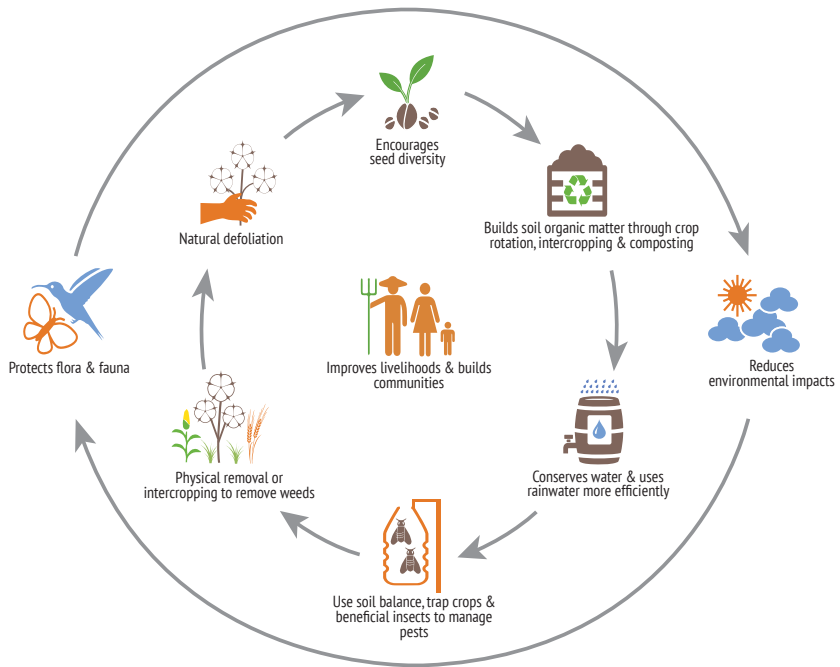 Encourages
seed diversity
Natural defoliation
Builds soil organic matter through crop
rotation, intercropping & composting
Protects flora & fauna
Improves livelihoods & builds
communities
Reduces
environmental impacts
Physical removal or
intercropping to remove weeds
Conserves water & uses
rainwater more efficiently
Use soil balance, trap crops &
beneficial insects to manage
pests